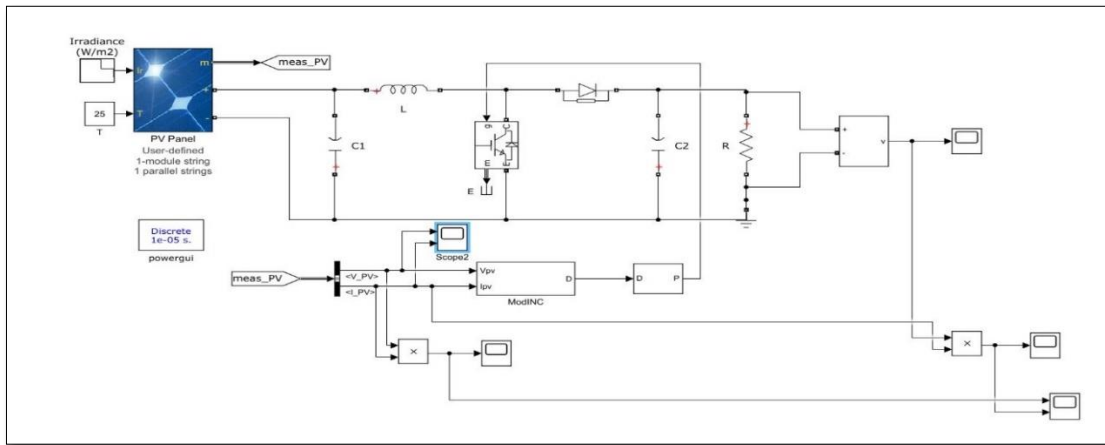 Irradiance
(W/m2)
Ir
m
meas_PV
+
25
T
T
-
PV Panel
User-defined
1-module string
1 parallel strings
L
C1
g
C
m
E
E
C2
R
+
-
v
Discrete
1e-05 s.
powergui
Scope2
meas_PV
<V_PV>
<I_PV>
Vpv
Ipv
D
ModINC
D
P
×
×